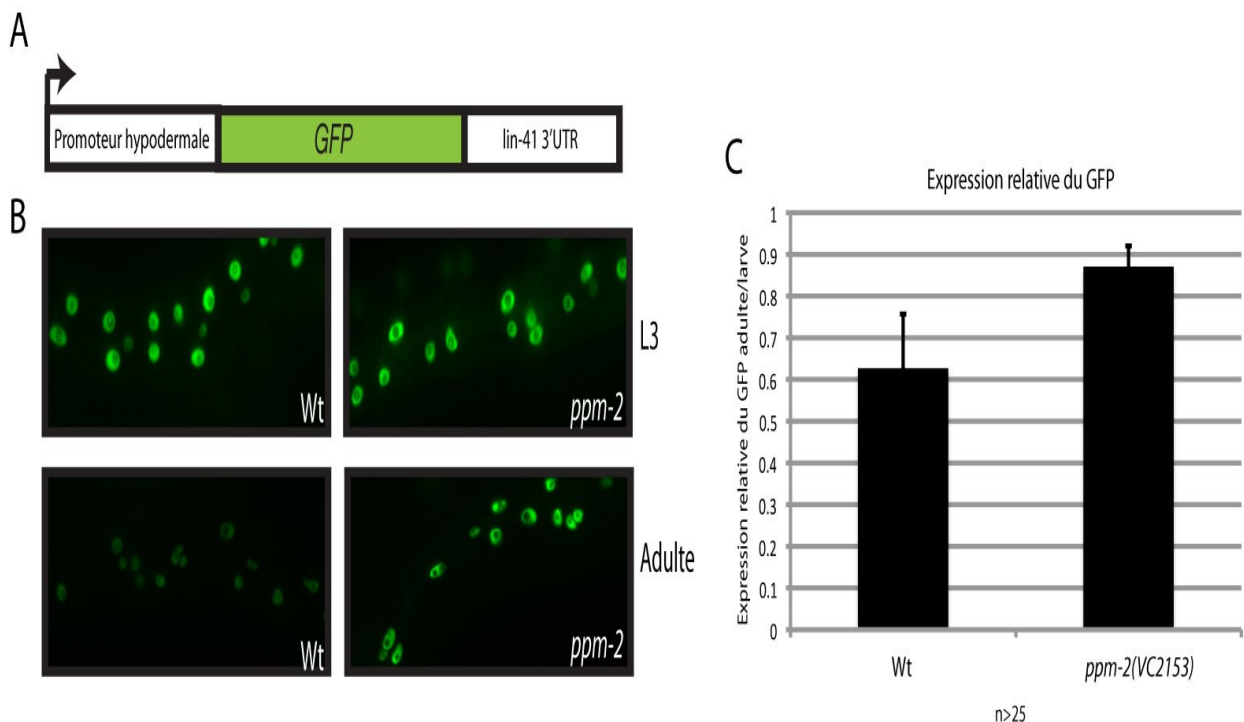 A
Promoteur hypodermale
GFP
lin-41 3'UTR
B
Wt
ppm-2
L3
Wt
ppm-2
Adulte
C
Expression relative du GFP
Expression relative du GFP adulte/larve
1
0.9
0.8
0.7
0.6
0.5
0.4
0.3
0.2
0.1
0
Wt
ppm-2(VC2153)
n>25